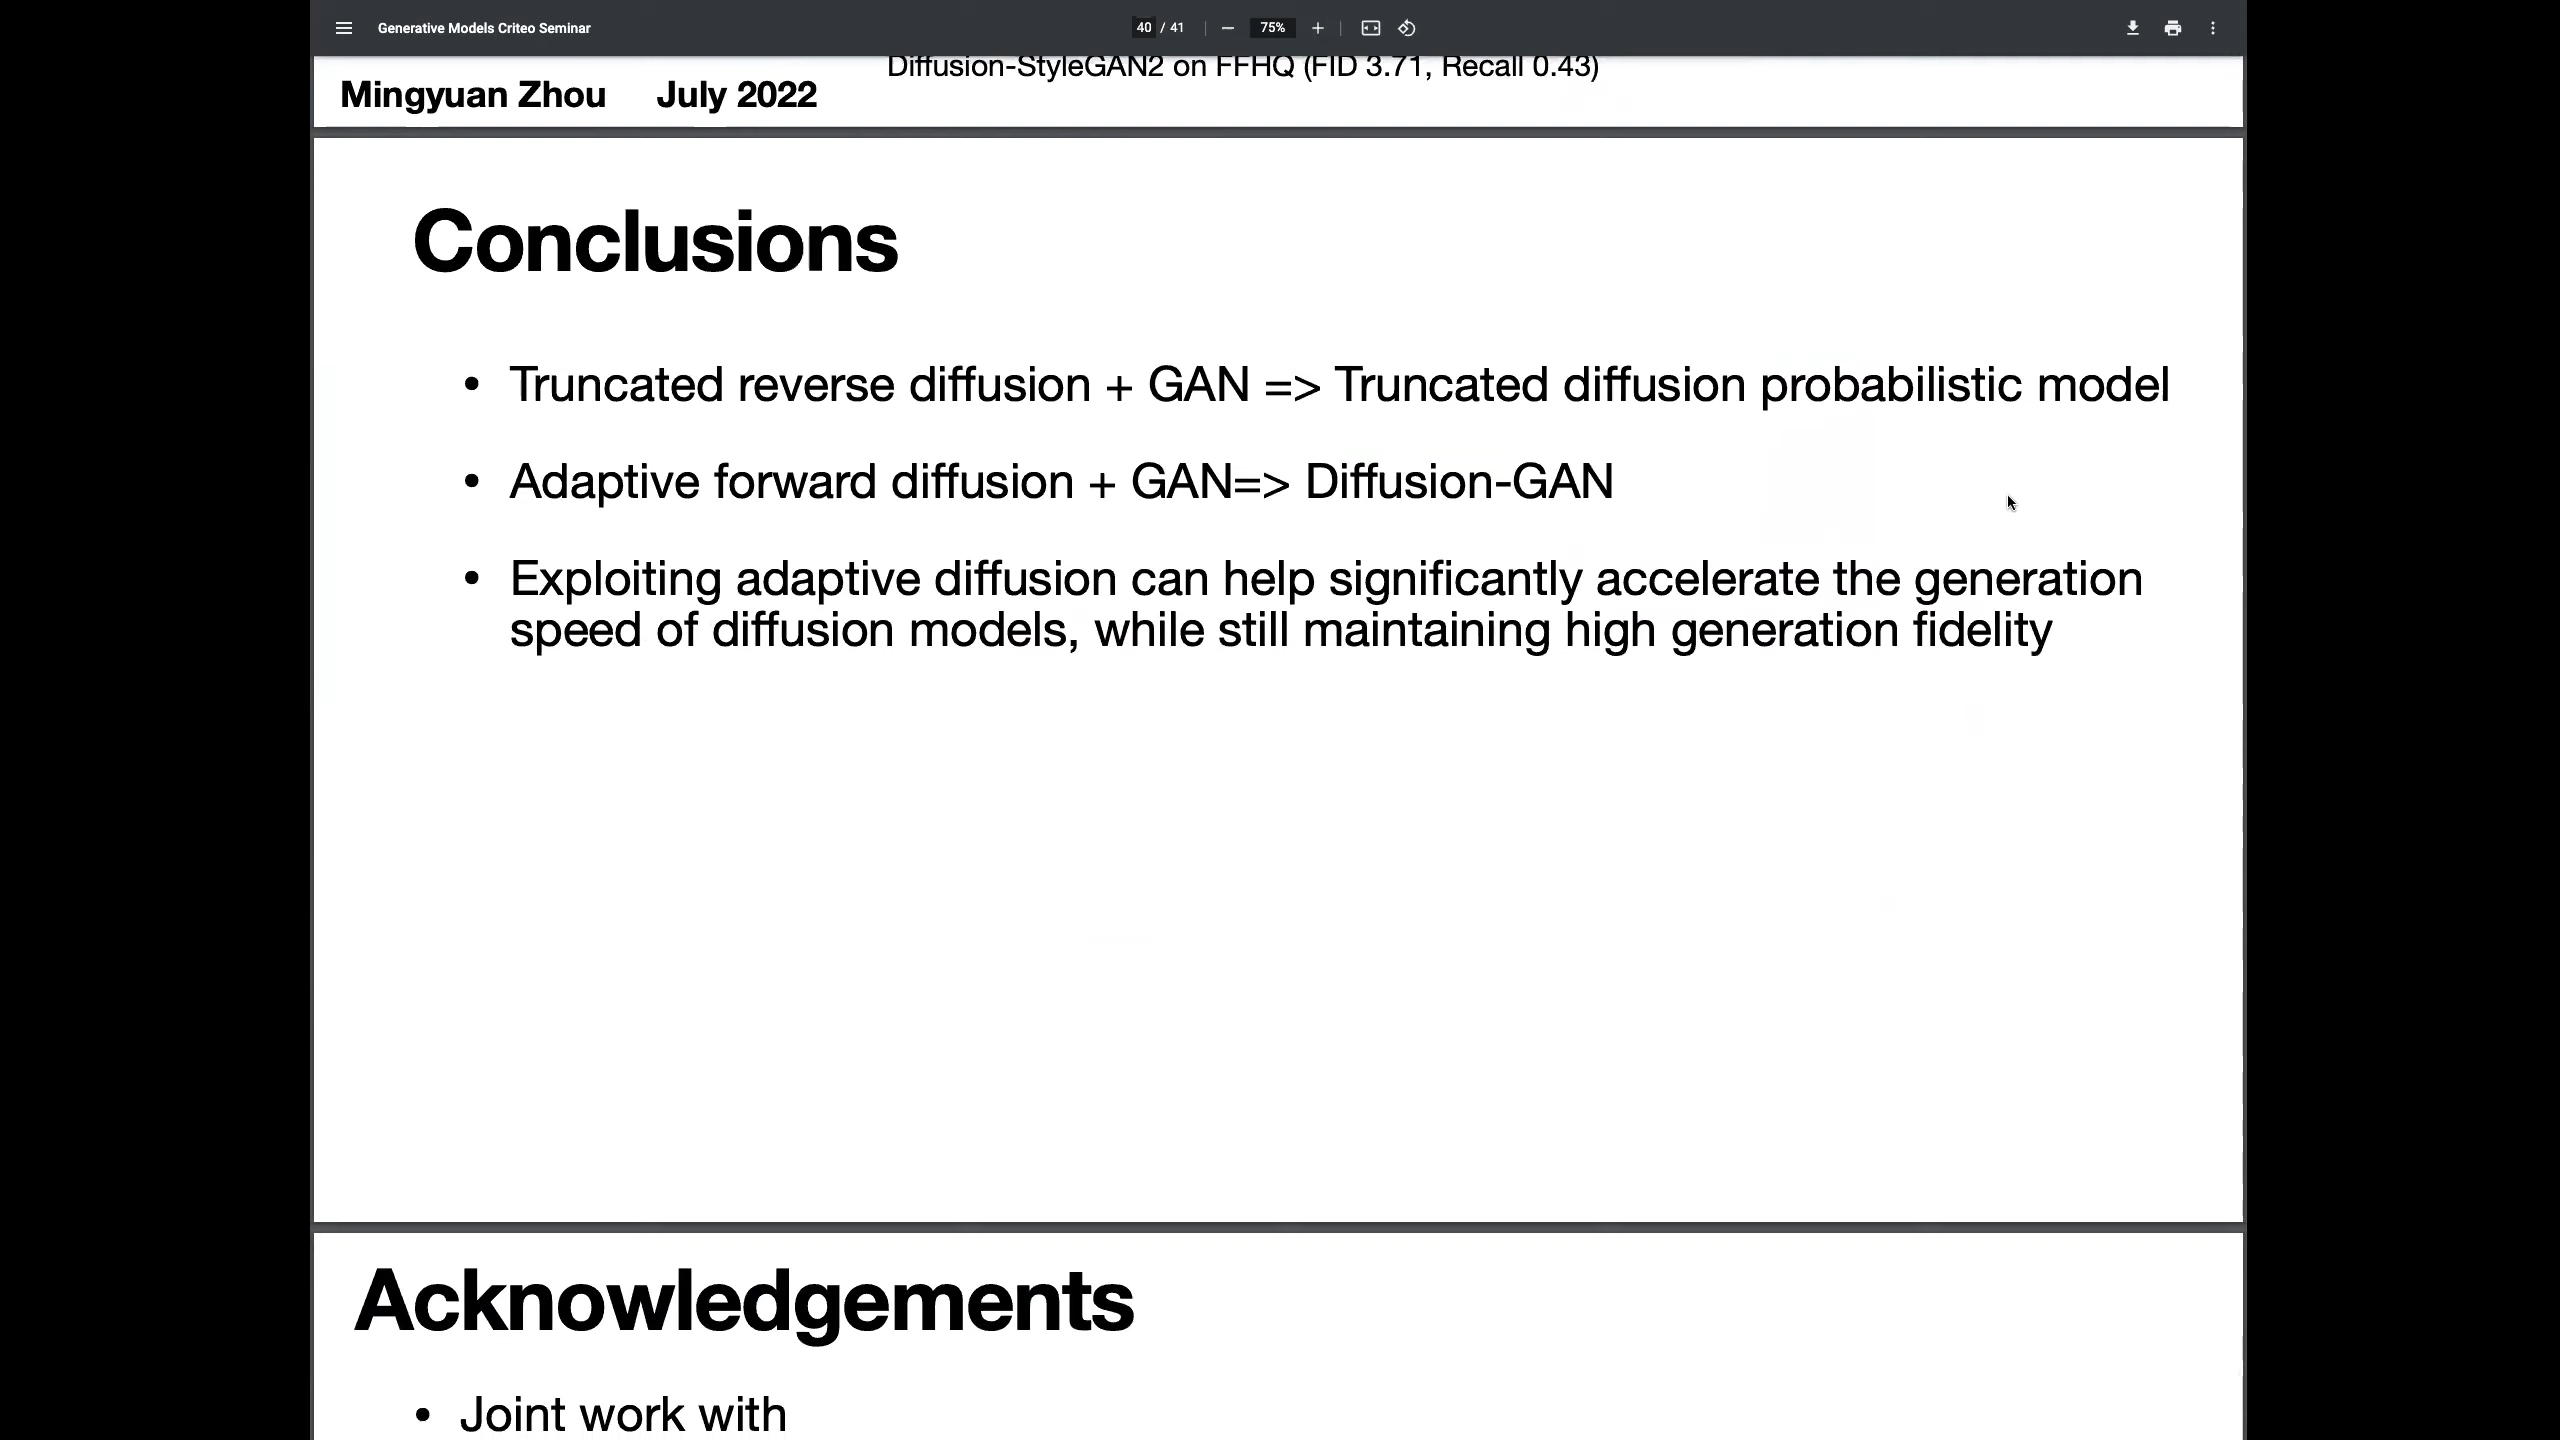 Generative Models Criteo Seminar
40 / 41
75%
Diffusion-StyleGAN2 on FFHQ (FID 3.71, Recall 0.43)
Mingyuan Zhou July 2022
Conclusions
• Truncated reverse diffusion + GAN => Truncated diffusion probabilistic model
• Adaptive forward diffusion + GAN=> Diffusion-GAN
• Exploiting adaptive diffusion can help significantly accelerate the generation
speed of diffusion models, while still maintaining high generation fidelity
Acknowledgements
• Joint work with